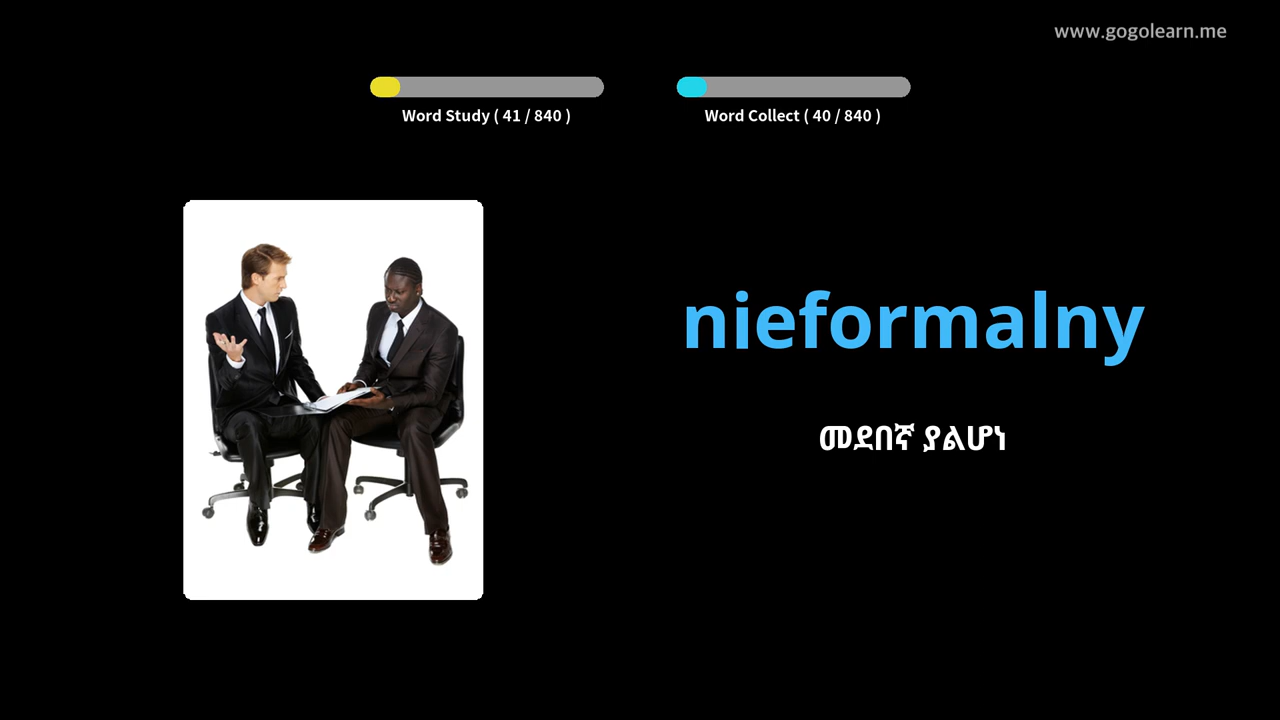 www.gogolearn.me
Word Study ( 41 / 840 )
Word Collect ( 40 / 840 )
nieformalny
መደበኛ ያልሆነ